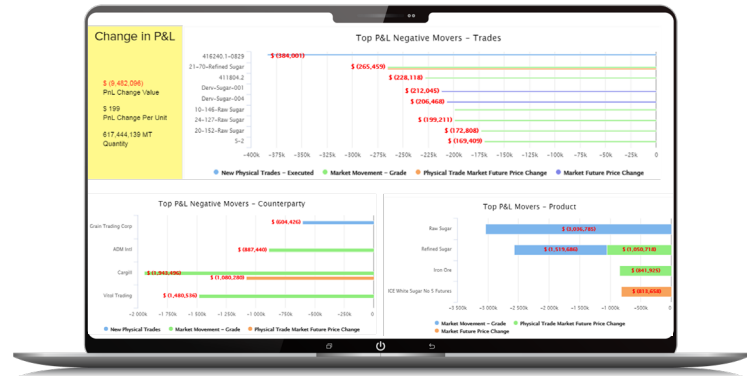 Change in P&L
$ (9,482,096)
PnL Change Value
$ 199
PnL Change Per Unit
617,444,139 MT
Quantity
Top P&L Negative Movers - Trades
416240.1-0829
$ (384,001)
21-70-Refined Sugar
$ (265,459)
411804.2
$ (228,118)
Derv-Sugar-001
$ (212,045)
Derv-Sugar-004
$ (206,468)
10-146-Raw Sugar
24-127-Raw Sugar
$ (199,211)
20-152-Raw Sugar
$ (172,808)
S-2
$ (169,409)
-400k -375k -350k -325k -300k -275k -250k -225k -200k -175k -150k -125k -100k -75k -50k -25k 0
New Physical Trades - Executed Market Movement - Grade Physical Trade Market Future Price Change Market Future Price Change
Top P&L Negative Movers - Counterparty
Grain Trading Corp
$ (604,426)
ADM Intl
$ (887,440)
Cargill
$ (1,943,496)
$ (1,080,280)
Vitol Trading
$ (1,480,536)
-2 000k -1 750k -1 500k -1 250k -1 000k -750k -500k -250k 0
New Physical Trades Market Movement - Grade Physical Trade Market Future Price Change
Top P&L Movers - Product
Raw Sugar
Refined Sugar
$ (1,519,686)
$ (1,050,718)
Iron Ore
$ (841,925)
ICE White Sugar No 5 Futures
$ (813,658)
-3 500k -3 000k -2 500k -2 000k -1 500k -1 000k -500k 0
Market Movement - Grade Physical Trade Market Future Price Change
Market Future Price Change